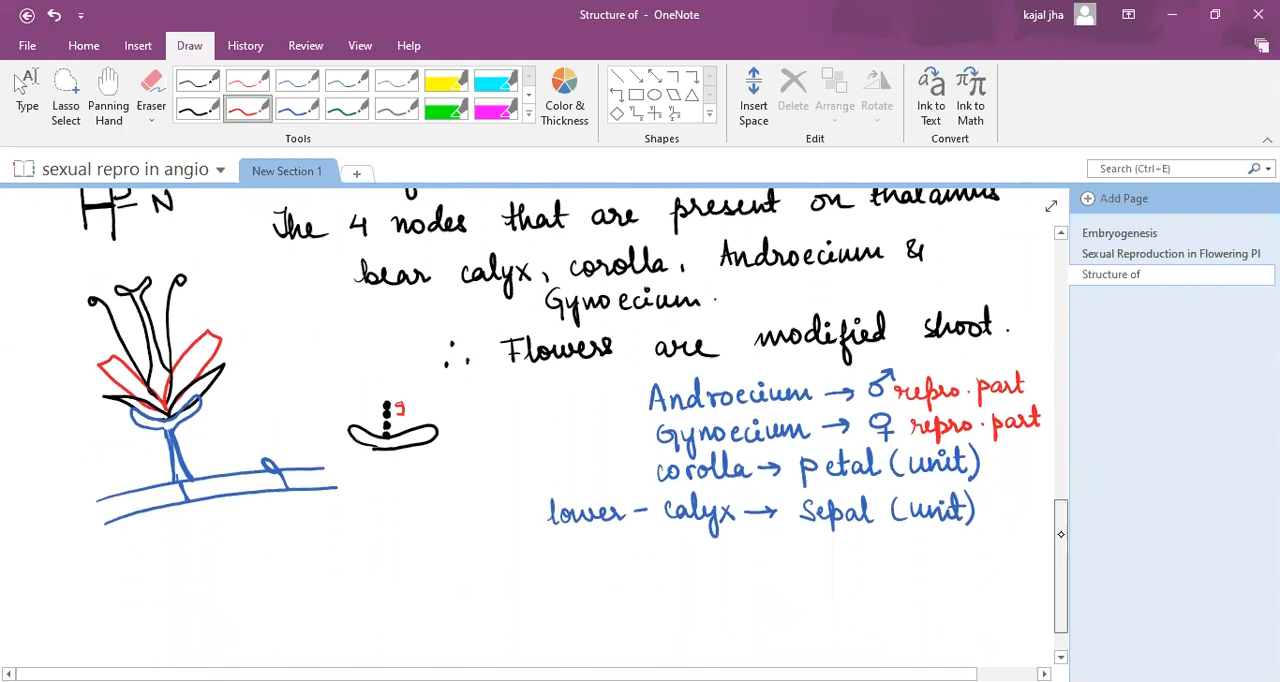 Structure of - OneNote
kajal jha
File Home Insert Draw History Review View Help
Type
Lasso Select
Panning Hand
Eraser
Color & Thickness
Insert Space
Delete
Arrange
Rotate
Ink to Text
Ink to Math
Tools
Shapes
Edit
Convert
sexual repro in angio
New Section 1
Search (Ctrl+E)
Add Page
Embryogenesis
Sexual Reproduction in Flowering Pl
Structure of
N
The 4 nodes that are present on thalamus
bear calyx, corolla, Androecium &
Gynoecium.
∴ Flowers are modified shoot.
Androecium → ♂ repro. part
Gynoecium → ♀ repro. part
corolla → petal (unit)
lower - calyx → Sepal (unit)
g